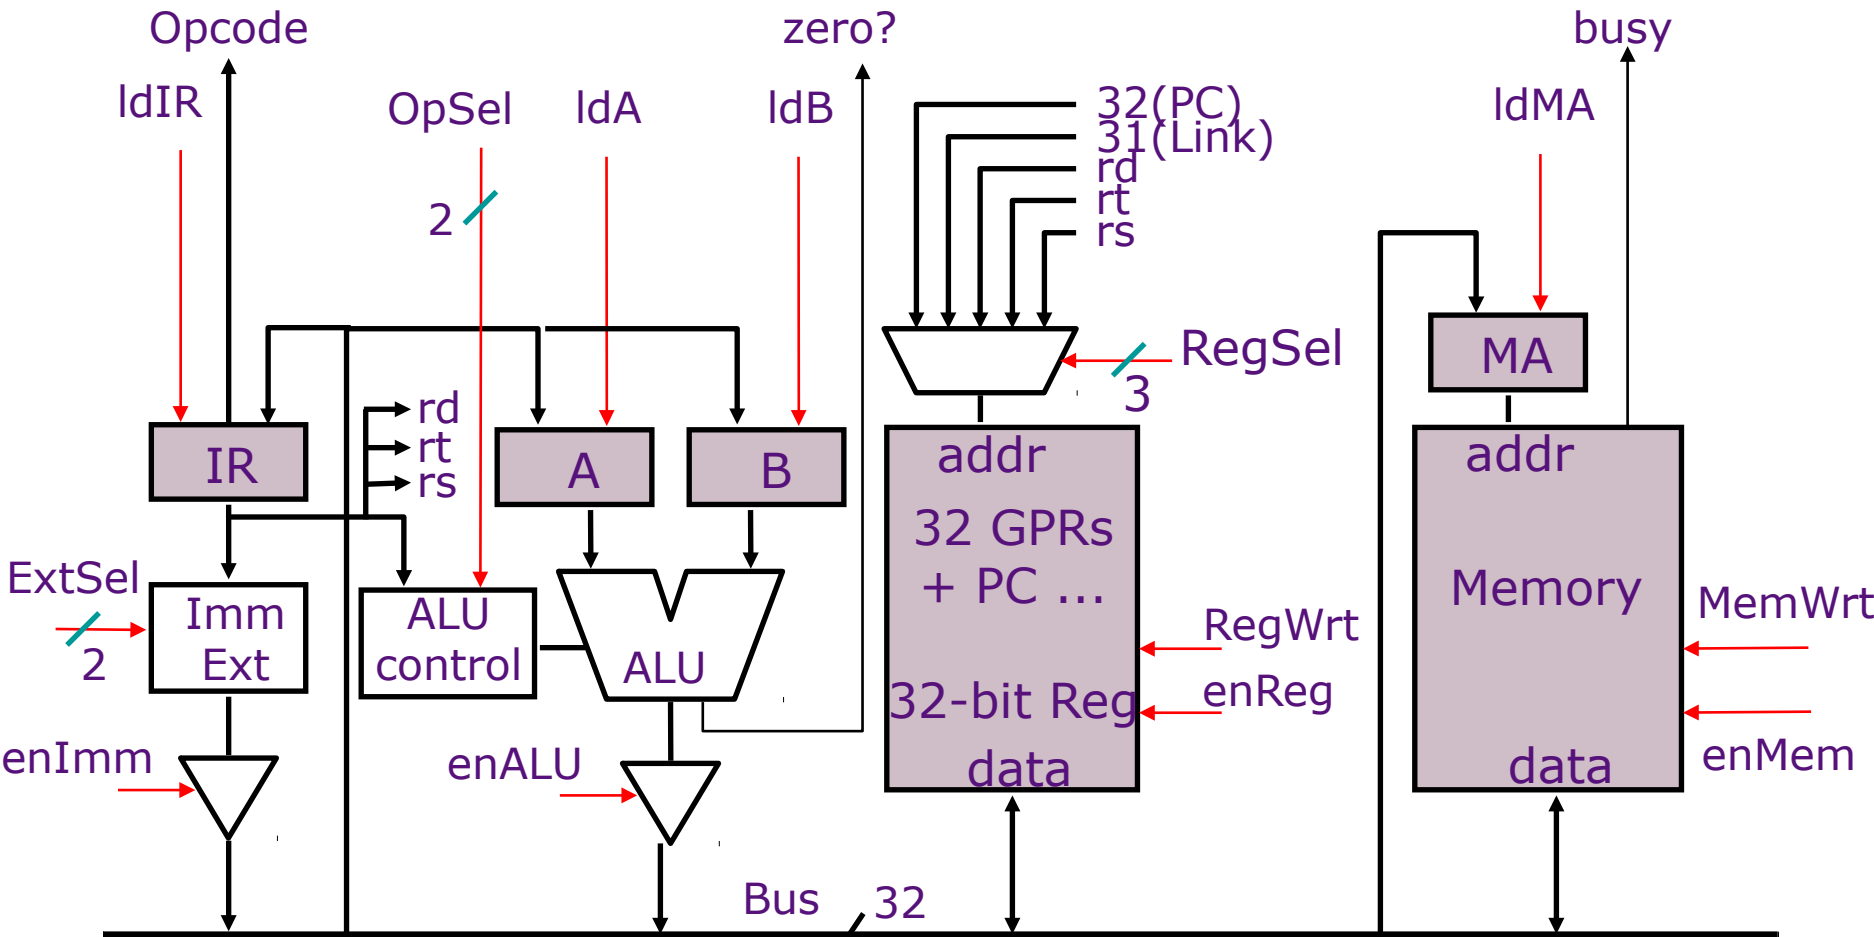 Opcode
zero?
busy
ldIR
OpSel
ldA
ldB
32(PC)
31(Link)
rd
rt
rs
ldMA
2
RegSel
3
MA
rd
rt
rs
IR
A
B
addr
32 GPRs
+ PC ...
32-bit Reg
data
addr
Memory
data
ExtSel
2
Imm
Ext
ALU
control
ALU
RegWrt
enReg
MemWrt
enMem
enImm
enALU
Bus
32